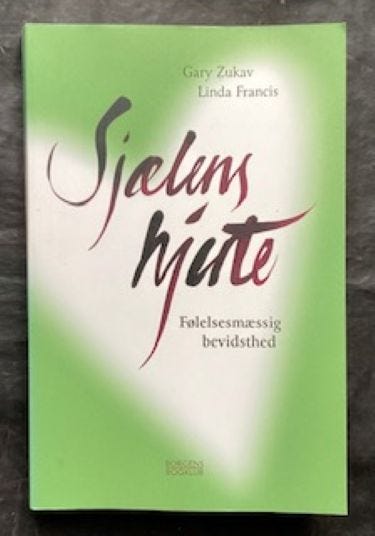 Gary Zukav
Linda Francis
Sjælens
hjerte
Følelsesmæssig
bevidsthed
BORGENS
BOGKLUB